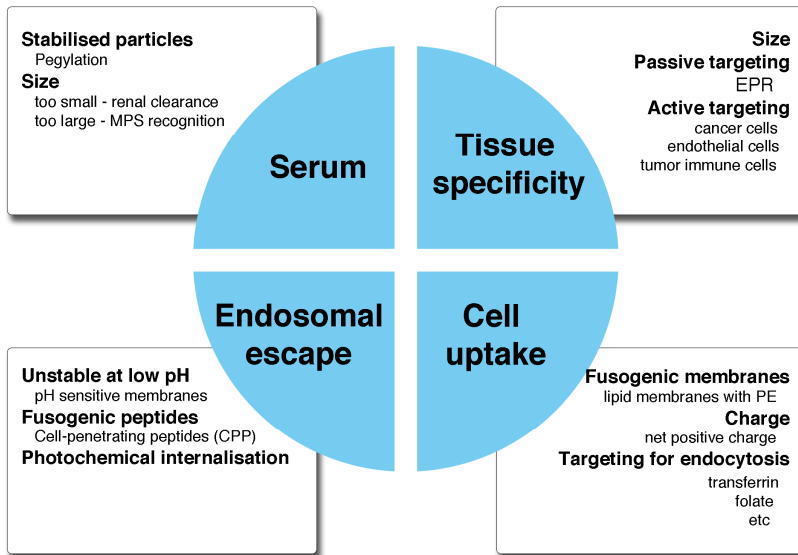 Stabilised particles
Pegylation
Size
too small - renal clearance
too large - MPS recognition
Serum
Size
Passive targeting
EPR
Active targeting
cancer cells
endothelial cells
tumor immune cells
Tissue
specificity
Endosomal
escape
Unstable at low pH
pH sensitive membranes
Fusogenic peptides
Cell-penetrating peptides (CPP)
Photochemical internalisation
Cell
uptake
Fusogenic membranes
lipid membranes with PE
Charge
net positive charge
Targeting for endocytosis
transferrin
folate
etc